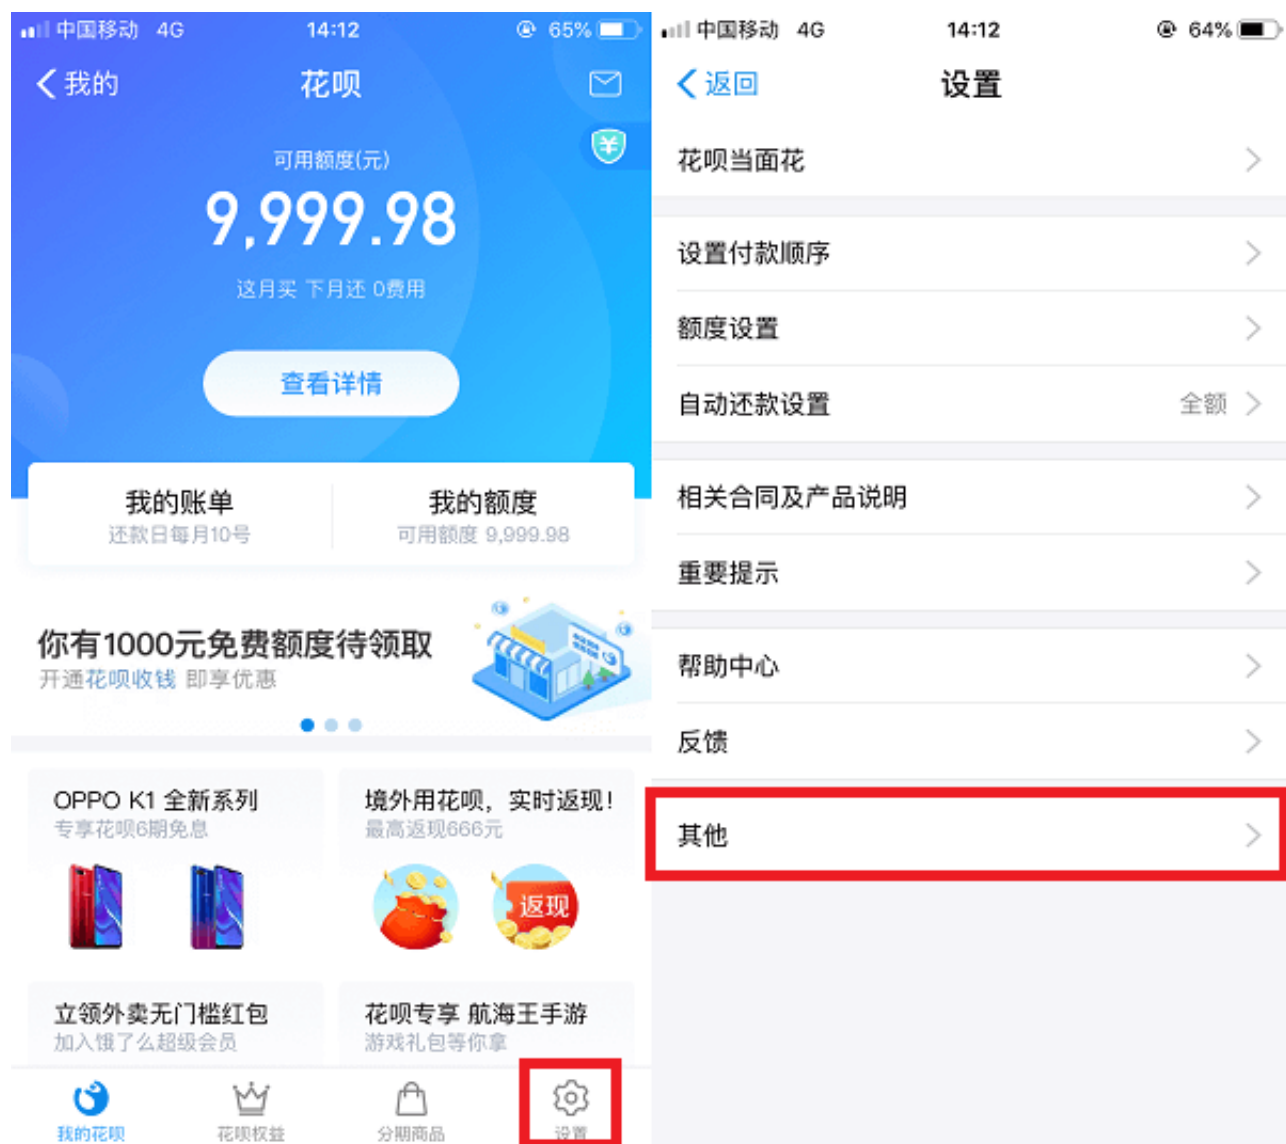 中国移动 4G 14:12 65%
我的 花呗
可用额度(元)
9,999.98
这月买 下月还 0费用
查看详情
我的账单 我的额度
还款日每月10号 可用额度 9,999.98
你有1000元免费额度待领取
开通花呗收钱 即享优惠
OPPO K1 全新系列 境外用花呗，实时返现！
专享花呗6期免息 最高返现666元
返现
立领外卖无门槛红包 花呗专享 航海王手游
加入饿了么超级会员 游戏礼包等你拿
我的花呗 花呗权益 分期商品 设置
中国移动 4G 14:12 64%
返回 设置
花呗当面花
设置付款顺序
额度设置
自动还款设置 全额
相关合同及产品说明
重要提示
帮助中心
反馈
其他